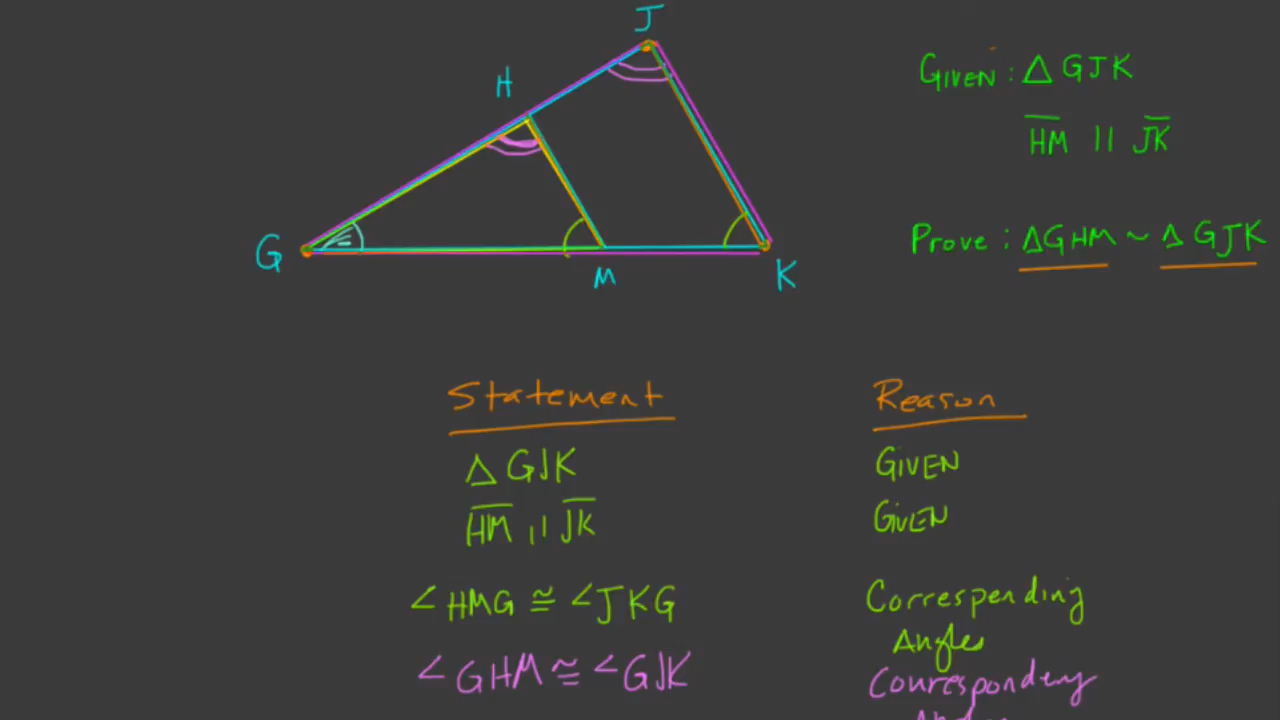 J
H
GIVEN : △ GJK
HM || JK
G
M
K
PROVE : △GHM ~ △ GJK
Statement
Reason
△ GJK
GIVEN
HM || JK
GIVEN
∠HMG ≅ ∠JKG
Corresponding
Angles
∠GHM ≅ ∠GJK
Couresponding